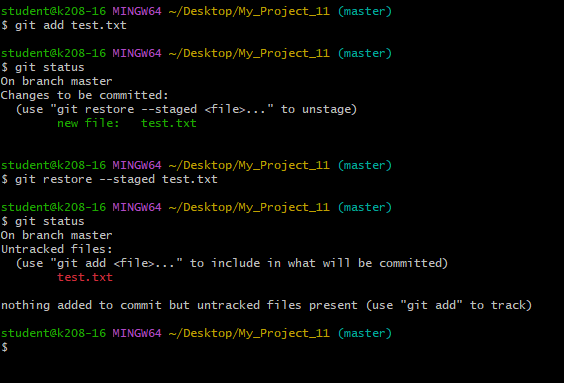 student@k208-16 MINGW64 ~/Desktop/My_Project_11 (master)
$ git add test.txt
student@k208-16 MINGW64 ~/Desktop/My_Project_11 (master)
$ git status
On branch master
Changes to be committed:
  (use "git restore --staged <file>..." to unstage)
        new file:   test.txt
student@k208-16 MINGW64 ~/Desktop/My_Project_11 (master)
$ git restore --staged test.txt
student@k208-16 MINGW64 ~/Desktop/My_Project_11 (master)
$ git status
On branch master
Untracked files:
  (use "git add <file>..." to include in what will be committed)
        test.txt
nothing added to commit but untracked files present (use "git add" to track)
student@k208-16 MINGW64 ~/Desktop/My_Project_11 (master)
$